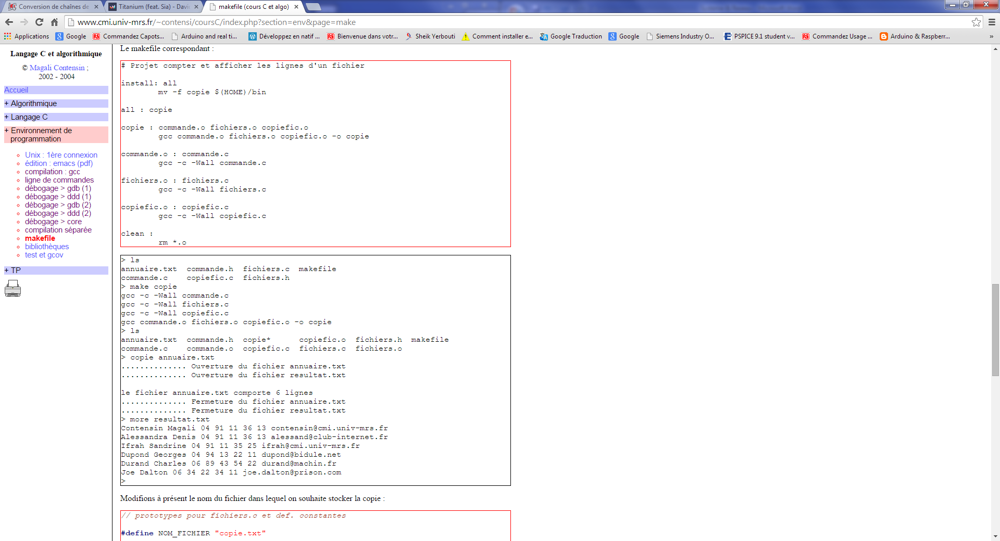 Conversion de chaînes de
Titanium (feat. Sia) - Davi
makefile (cours C et algo)
www.cmi.univ-mrs.fr/~contensi/coursC/index.php?section=env&page=make
Applications Google Commandez Capots... Arduino and real ti... Développez en natif ... Bienvenue dans votr... Sheik Yerbouti Comment installer e... Google Traduction Google Siemens Industry O... PSPICE 9.1 student v... Commandez Usage ... Arduino & Raspberr... »
Langage C et algorithmique
© Magali Contensin ;
2002 - 2004
Accueil
+ Algorithmique
+ Langage C
+ Environnement de
programmation
Unix : 1ère connexion
édition : emacs (pdf)
compilation : gcc
ligne de commandes
débogage > gdb (1)
débogage > ddd (1)
débogage > gdb (2)
débogage > ddd (2)
débogage > core
compilation séparée
makefile
bibliothèques
test et gcov
+ TP
Le makefile correspondant :
# Projet compter et afficher les lignes d'un fichier
install: all
mv -f copie $(HOME)/bin
all : copie
copie : commande.o fichiers.o copiefic.o
gcc commande.o fichiers.o copiefic.o -o copie
commande.o : commande.c
gcc -c -Wall commande.c
fichiers.o : fichiers.c
gcc -c -Wall fichiers.c
copiefic.o : copiefic.c
gcc -c -Wall copiefic.c
clean :
rm *.o
> ls
annuaire.txt commande.h fichiers.c makefile
commande.c copiefic.c fichiers.h
> make copie
gcc -c -Wall commande.c
gcc -c -Wall fichiers.c
gcc -c -Wall copiefic.c
gcc commande.o fichiers.o copiefic.o -o copie
> ls
annuaire.txt commande.h copie* copiefic.o fichiers.h makefile
commande.c commande.o copiefic.c fichiers.c fichiers.o
> copie annuaire.txt
.............. Ouverture du fichier annuaire.txt
.............. Ouverture du fichier resultat.txt
le fichier annuaire.txt comporte 6 lignes
.............. Fermeture du fichier annuaire.txt
.............. Fermeture du fichier resultat.txt
> more resultat.txt
Contensin Magali 04 91 11 36 13 contensin@cmi.univ-mrs.fr
Alessandra Denis 04 91 11 36 13 alessand@club-internet.fr
Ifrah Sandrine 04 91 11 35 25 ifrah@cmi.univ-mrs.fr
Dupond Georges 04 94 13 22 11 dupond@bidule.net
Durand Charles 06 89 43 54 22 durand@machin.fr
Joe Dalton 06 34 22 34 11 joe.dalton@prison.com
>
Modifions à présent le nom du fichier dans lequel on souhaite stocker la copie :
// prototypes pour fichiers.c et def. constantes
#define NOM_FICHIER "copie.txt"